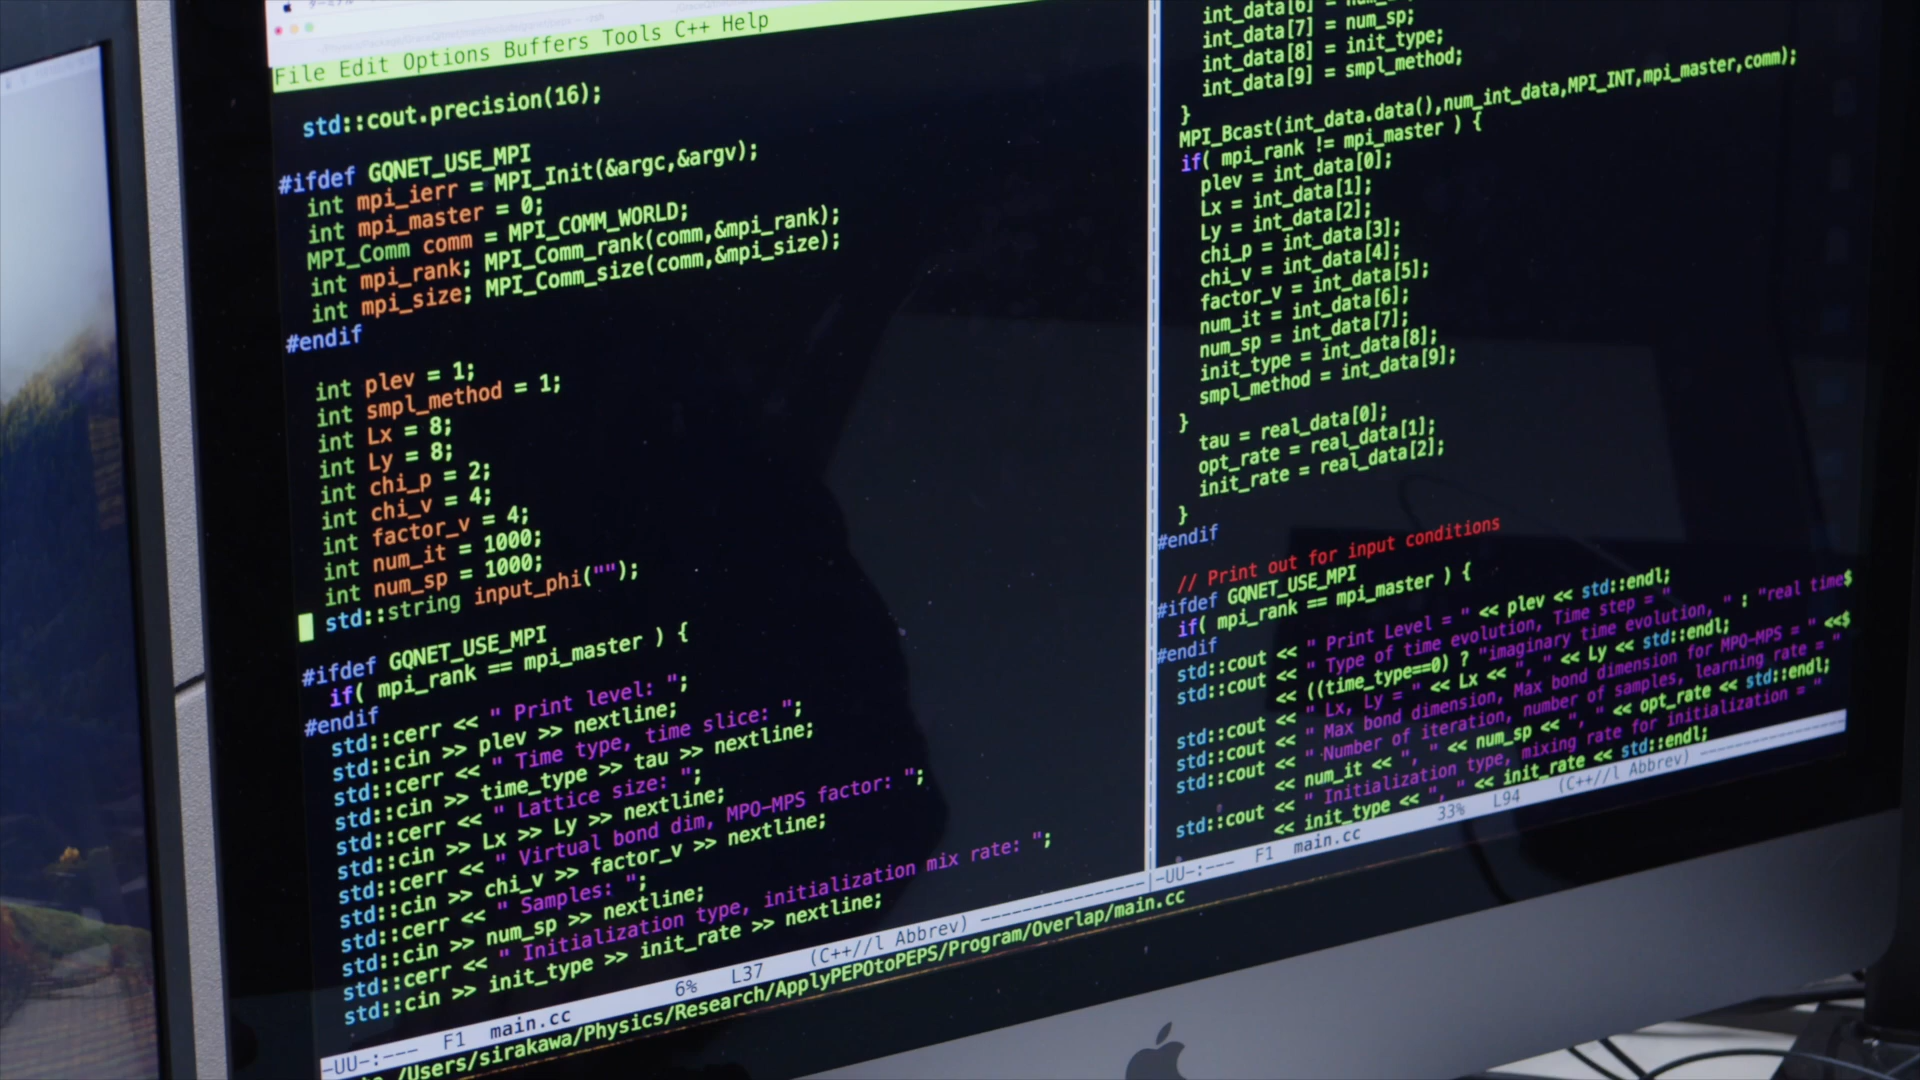 File Edit Options Buffers Tools C++ Help
std::cout.precision(16);
#ifdef GQNET_USE_MPI
int mpi_ierr = MPI_Init(&argc,&argv);
int mpi_master = 0;
MPI_Comm comm = MPI_COMM_WORLD;
int mpi_rank; MPI_Comm_rank(comm,&mpi_rank);
int mpi_size; MPI_Comm_size(comm,&mpi_size);
#endif
int plev = 1;
int smpl_method = 1;
int Lx = 8;
int Ly = 8;
int chi_p = 2;
int chi_v = 4;
int factor_v = 4;
int num_it = 1000;
int num_sp = 1000;
std::string input_phi("");
#ifdef GQNET_USE_MPI
if( mpi_rank == mpi_master ) {
#endif
std::cerr << " Print level: ";
std::cin >> plev >> nextline;
std::cerr << " Time type, time slice: ";
std::cin >> time_type >> tau >> nextline;
std::cerr << " Lattice size: ";
std::cin >> Lx >> Ly >> nextline;
std::cerr << " Virtual bond dim, MPO-MPS factor: ";
std::cin >> chi_v >> factor_v >> nextline;
std::cerr << " Samples: ";
std::cin >> num_sp >> nextline;
std::cerr << " Initialization type, initialization mix rate: ";
std::cin >> init_type >> init_rate >> nextline;
-UU-:--- F1 main.cc 6% L37 (C++//l Abbrev)
/Users/sirakawa/Physics/Research/ApplyPEPOtoPEPS/Program/Overlap/main.cc
int_data[6] =
int_data[7] = num_sp;
int_data[8] = init_type;
int_data[9] = smpl_method;
}
MPI_Bcast(int_data.data(),num_int_data,MPI_INT,mpi_master,comm);
if( mpi_rank != mpi_master ) {
plev = int_data[0];
Lx = int_data[1];
Ly = int_data[2];
chi_p = int_data[3];
chi_v = int_data[4];
factor_v = int_data[5];
num_it = int_data[6];
num_sp = int_data[7];
init_type = int_data[8];
smpl_method = int_data[9];
}
tau = real_data[0];
opt_rate = real_data[1];
init_rate = real_data[2];
}
#endif
// Print out for input conditions
#ifdef GQNET_USE_MPI
if( mpi_rank == mpi_master ) {
#endif
std::cout << " Print Level = " << plev << std::endl;
std::cout << " Type of time evolution, Time step = "
<< ((time_type==0) ? "imaginary time evolution, " : "real time$
std::cout << " Lx, Ly = " << Lx << ", " << Ly << std::endl;
std::cout << " Max bond dimension, Max bond dimension for MPO-MPS = " <<$
std::cout << " Number of iteration, number of samples, learning rate = "
<< num_it << ", " << num_sp << ", " << opt_rate << std::endl;
std::cout << " Initialization type, mixing rate for initialization = "
<< init_type << ", " << init_rate << std::endl;
-UU-:--- F1 main.cc 33% L94 (C++//l Abbrev)